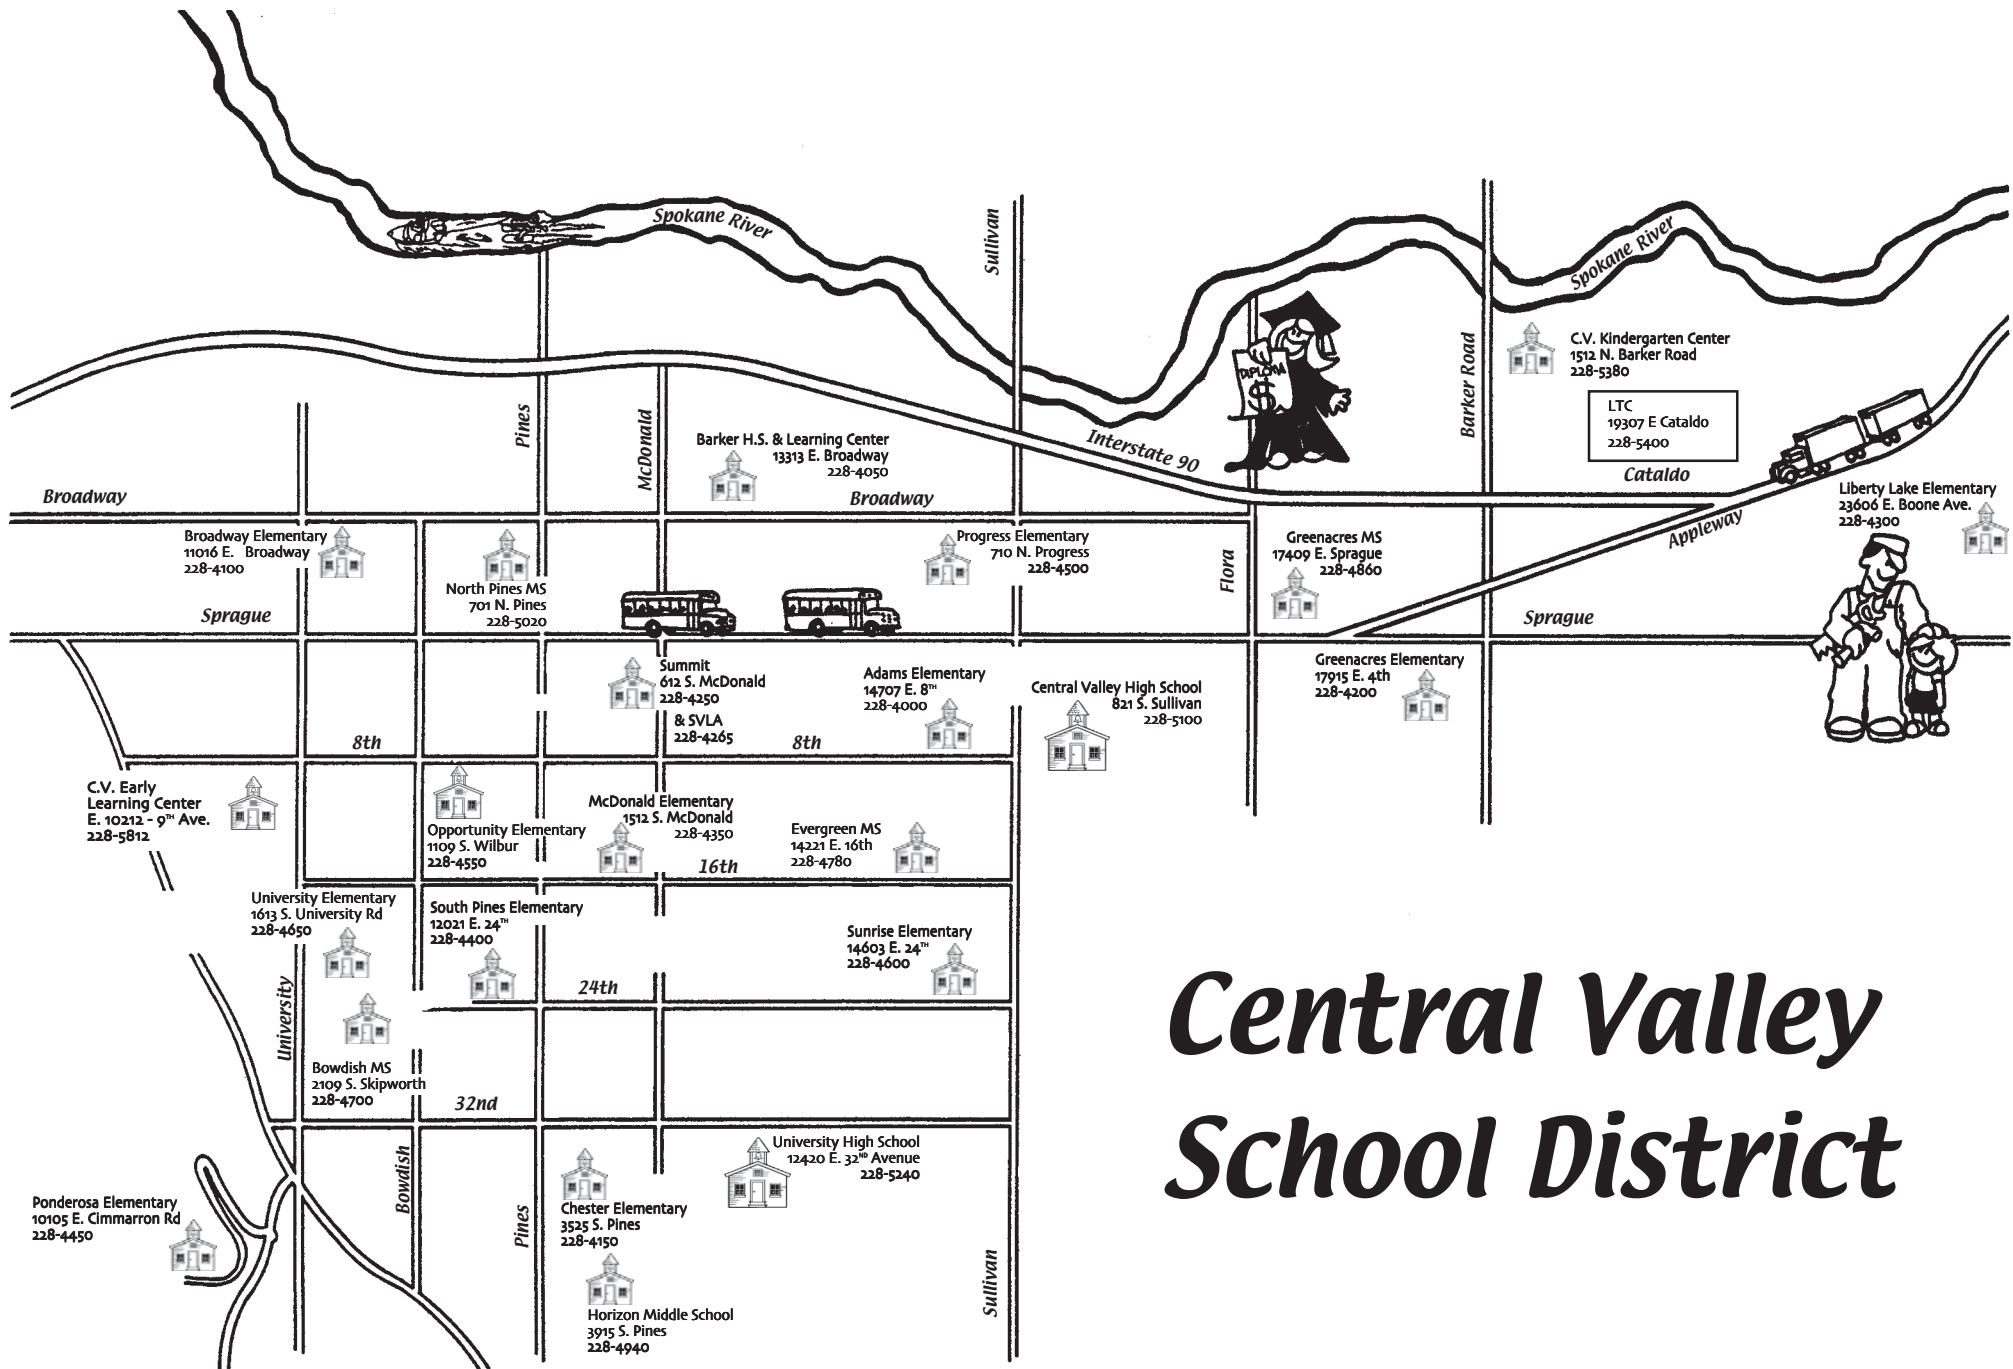 Spokane River
Spokane River
Sullivan
Pines
McDonald
Barker Road
DIPLOMA
$
Interstate 90
C.V. Kindergarten Center
1512 N. Barker Road
228-5380
LTC
19307 E Cataldo
228-5400
Cataldo
Barker H.S. & Learning Center
13313 E. Broadway
228-4050
Broadway
Broadway
Liberty Lake Elementary
23606 E. Boone Ave.
228-4300
Appleway
Broadway Elementary
11016 E. Broadway
228-4100
North Pines MS
701 N. Pines
228-5020
Progress Elementary
710 N. Progress
228-4500
Flora
Greenacres MS
17409 E. Sprague
228-4860
Sprague
Sprague
Summit
612 S. McDonald
228-4250
& SVLA
228-4265
Adams Elementary
14707 E. 8TH
228-4000
Central Valley High School
821 S. Sullivan
228-5100
Greenacres Elementary
17915 E. 4th
228-4200
8th
8th
C.V. Early
Learning Center
E. 10212 - 9TH Ave.
228-5812
Opportunity Elementary
1109 S. Wilbur
228-4550
McDonald Elementary
1512 S. McDonald
228-4350
Evergreen MS
14221 E. 16th
228-4780
16th
University Elementary
1613 S. University Rd
228-4650
South Pines Elementary
12021 E. 24TH
228-4400
Sunrise Elementary
14603 E. 24TH
228-4600
24th
University
Bowdish MS
2109 S. Skipworth
228-4700
32nd
Central Valley
School District
Bowdish
Pines
University High School
12420 E. 32ND Avenue
228-5240
Ponderosa Elementary
10105 E. Cimmarron Rd
228-4450
Chester Elementary
3525 S. Pines
228-4150
Sullivan
Horizon Middle School
3915 S. Pines
228-4940